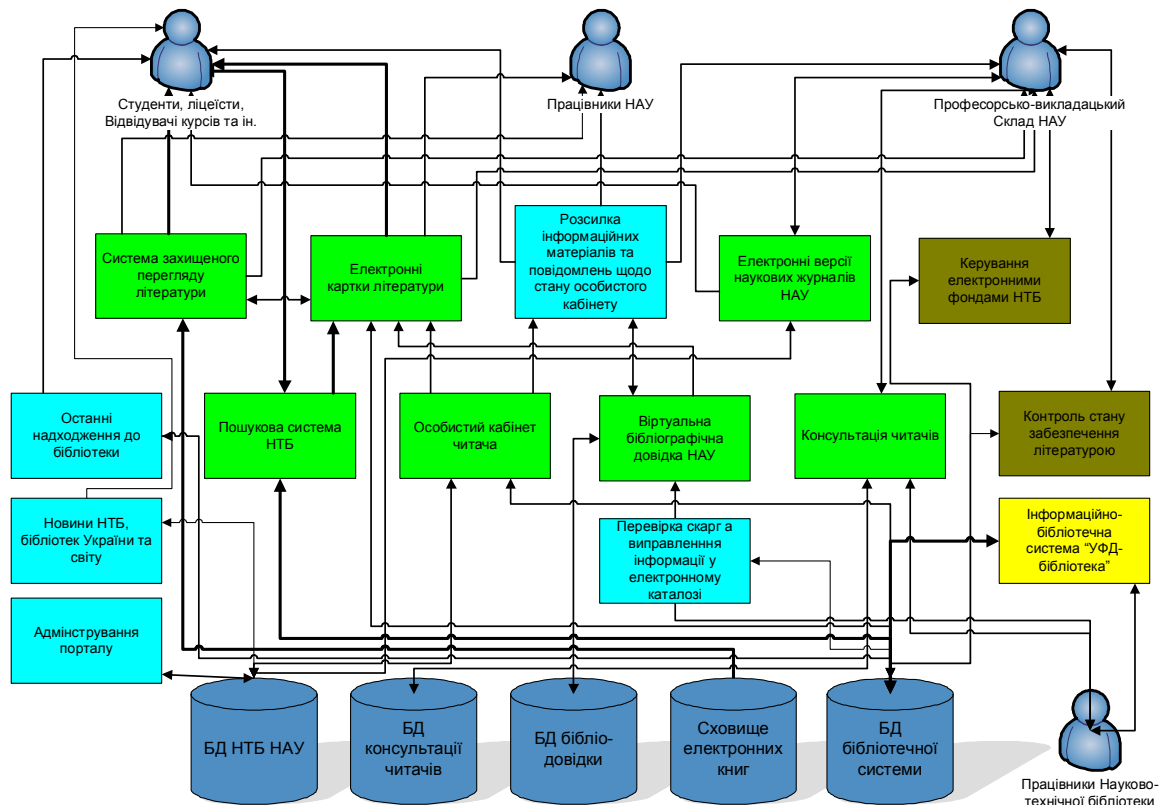 Студенти, ліцеїсти,
Відвідувачі курсів та ін.
Працівники НАУ
Професорсько-викладацький
Склад НАУ
Система захищеного
перегляду
літератури
Електронні
картки літератури
Розсилка
інформаційних
матеріалів та
повідомлень щодо
стану особистого
кабінету
Електронні версії
наукових журналів
НАУ
Керування
електронними
фондами НТБ
Останні
надходження до
бібліотеки
Пошукова система
НТБ
Особистий кабінет
читача
Віртуальна
бібліографічна
довідка НАУ
Консультація читачів
Контроль стану
забезпечення
літературою
Новини НТБ,
бібліотек України та
світу
Перевірка скарг а
виправленння
інформації у
електронному
каталозі
Інформаційно-
бібліотечна
система “УФД-
бібліотека”
Адмінстрування
порталу
БД НТБ НАУ
БД
консультації
читачів
БД бібліо-
довідки
Сховище
електронних
книг
БД
бібліотечної
системи
Працівники Науково-
технічної бібліотеки